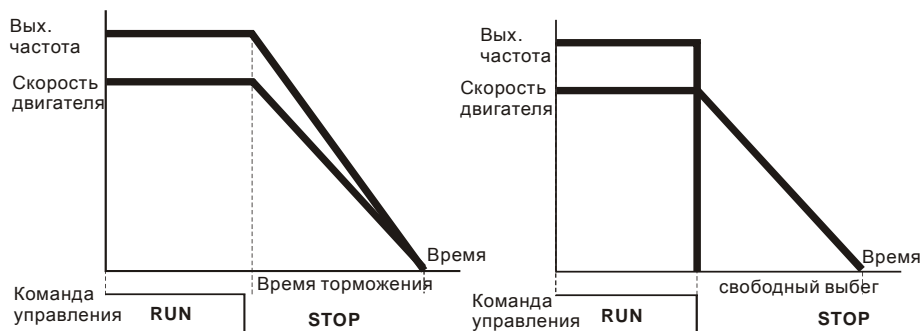 Вых.
частота
Скорость
двигателя
Время
Время торможения
Команда
управления
RUN
STOP
Вых.
частота
Скорость
двигателя
Время
свободный выбег
Команда
управления
RUN
STOP